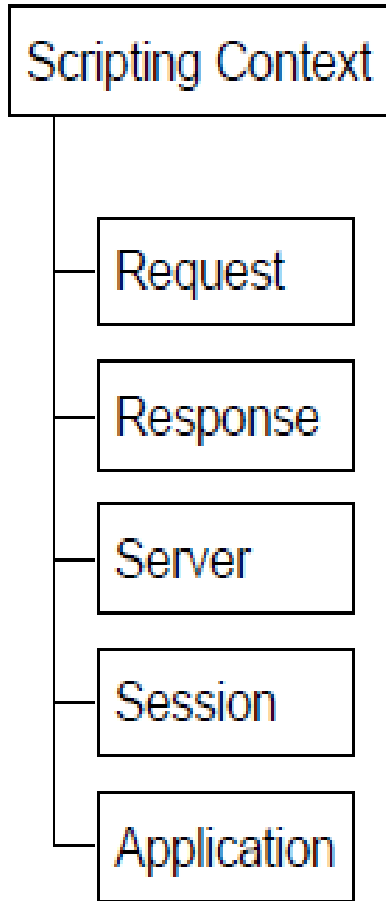 Scripting Context
Request
Response
Server
Session
Application